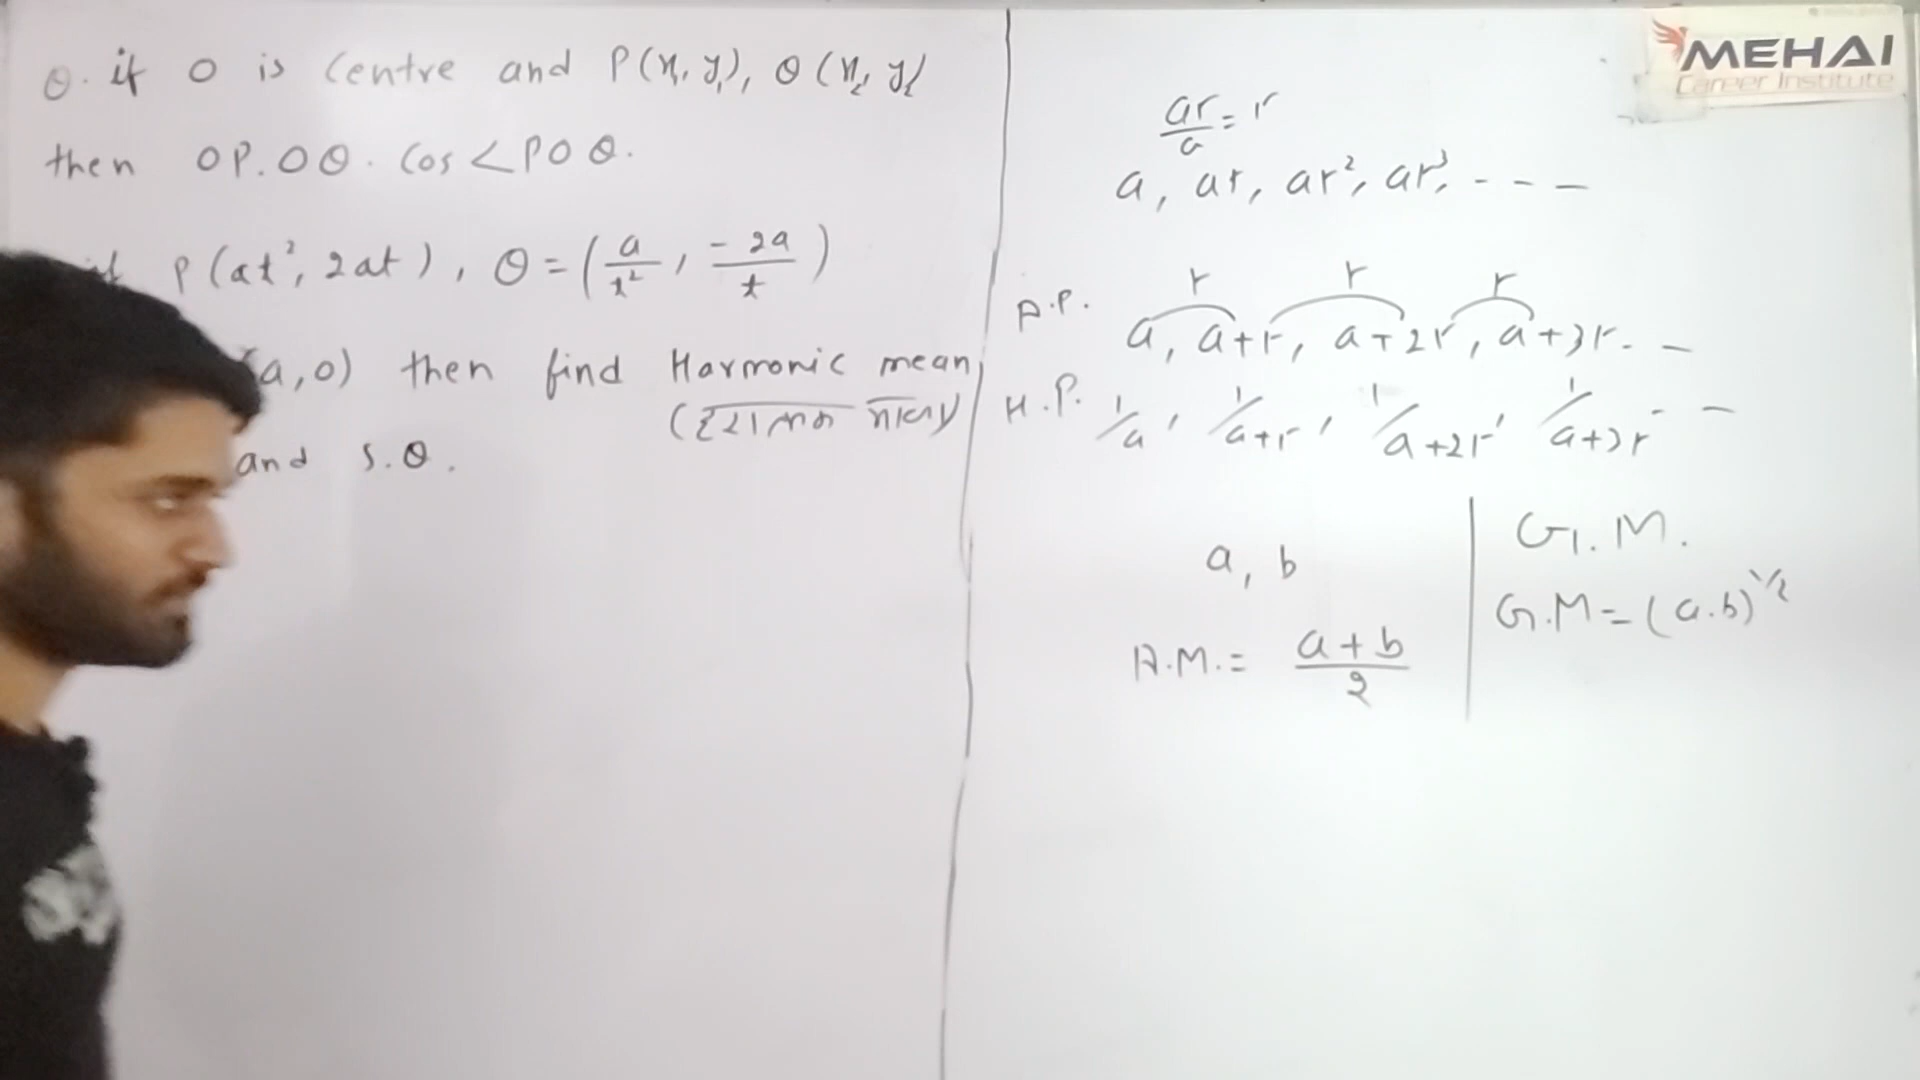 Q. if O is Centre and P(x₁, y₁), Q(x₂, y₂
then OP.OQ. Cos<POQ.
if P(at², 2at), Q = (a/t², -2a/t)
(a,0) then find Harmonic mean
and S.Q.
ar/a = r
a, ar, ar², ar³, - - -
r r r
A.P. a, a+r, a+2r, a+3r- -
H.P. 1/a, 1/a+r, 1/a+2r, 1/a+3r - -
a, b
A.M. = a+b/2
G.M.
G.M = (a.b)^1/2
MEHAI
Career Institute